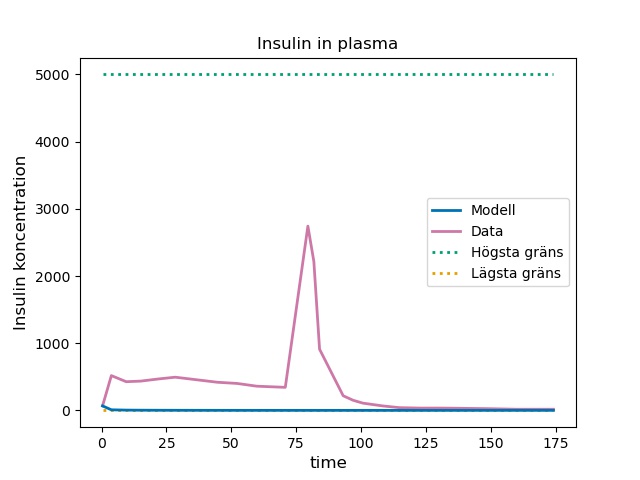 Insulin in plasma
Insulin koncentration
5000
4000
3000
2000
1000
0
Modell
Data
Högsta gräns
Lägsta gräns
0 25 50 75 100 125 150 175
time